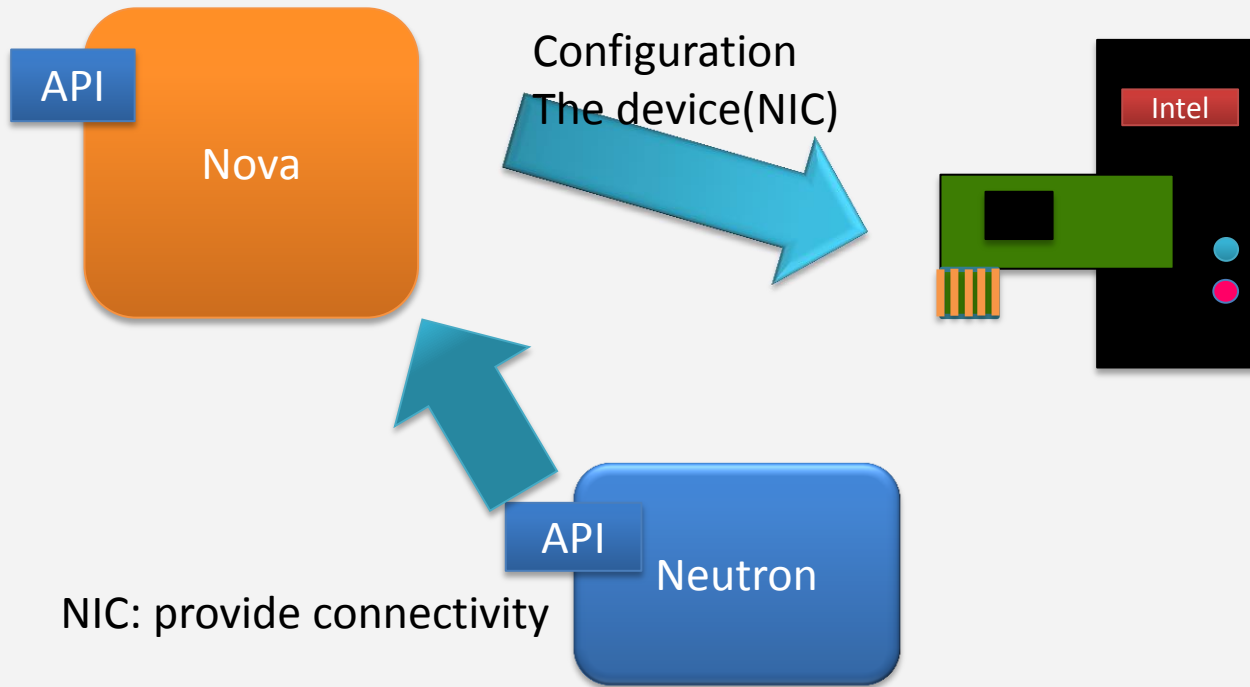 API
Nova
Configuration
The device(NIC)
Intel
API
Neutron
NIC: provide connectivity